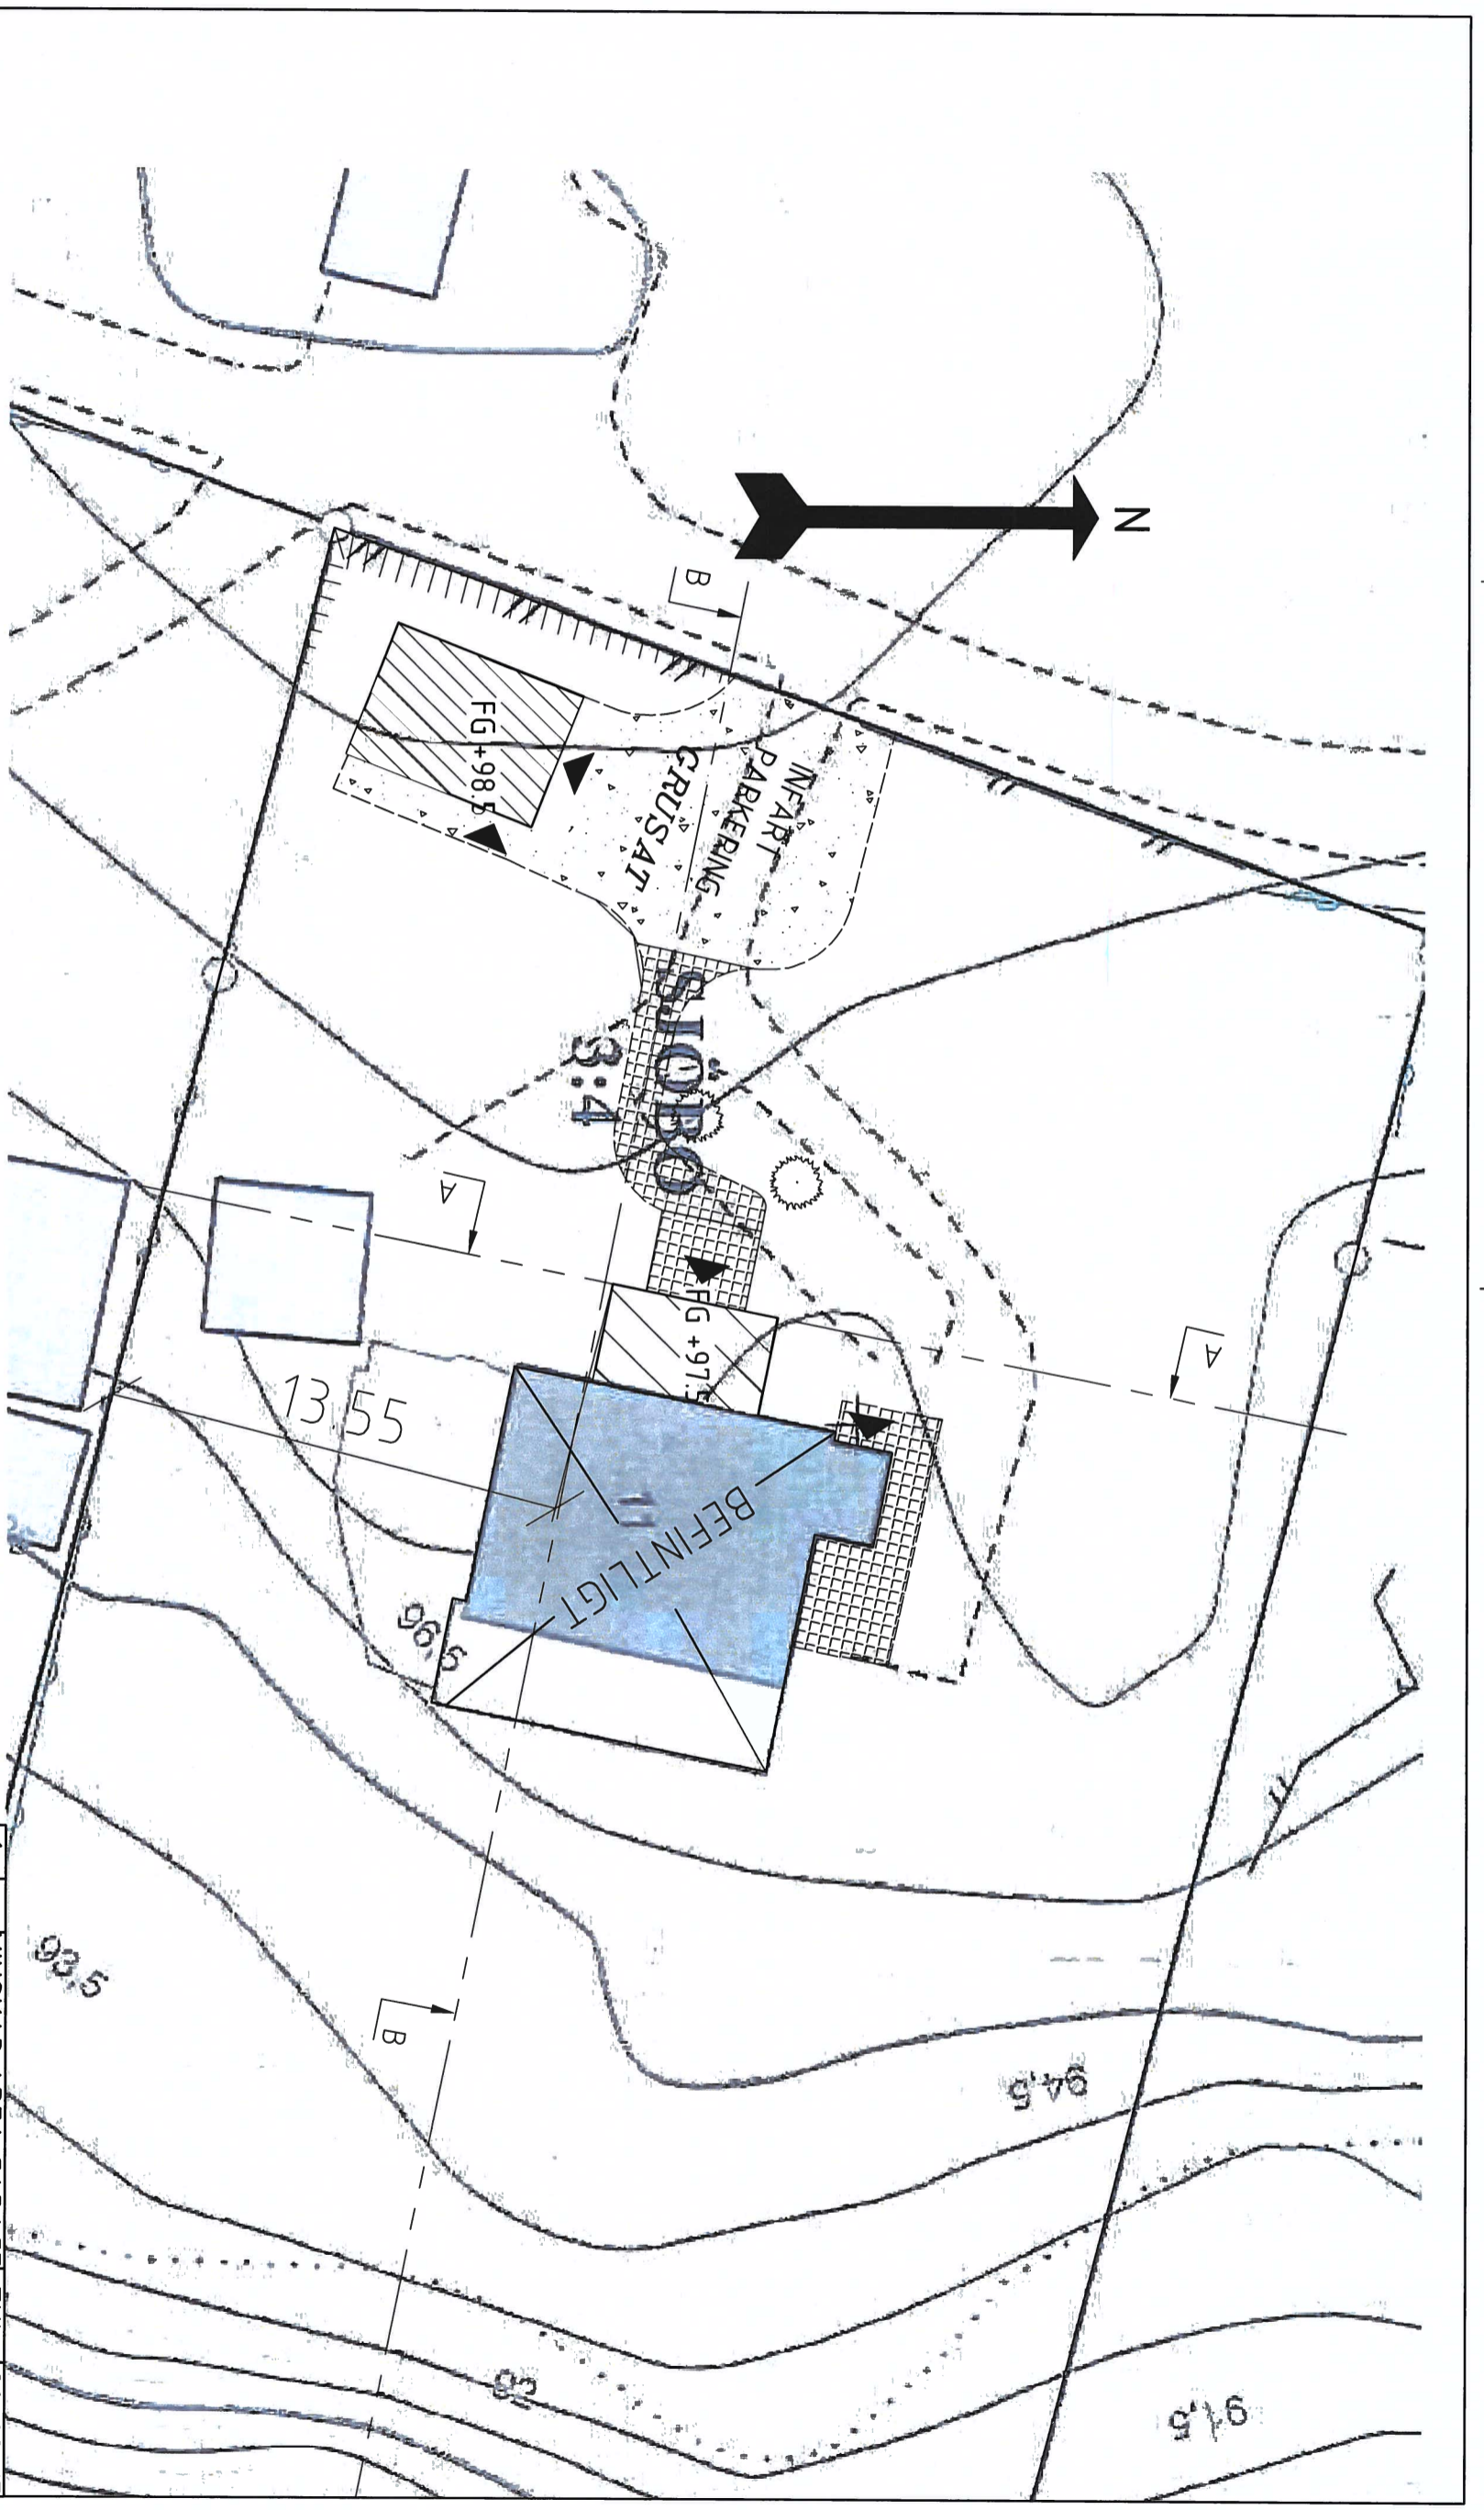 N
B
FG +98.5
INFART
PARKERING
GRUSAT
SJÖBO
3:4
A
FG +97.5
A
13.55
11
BEFINTLIGT
96,5
B
93,5
94,5
91,5